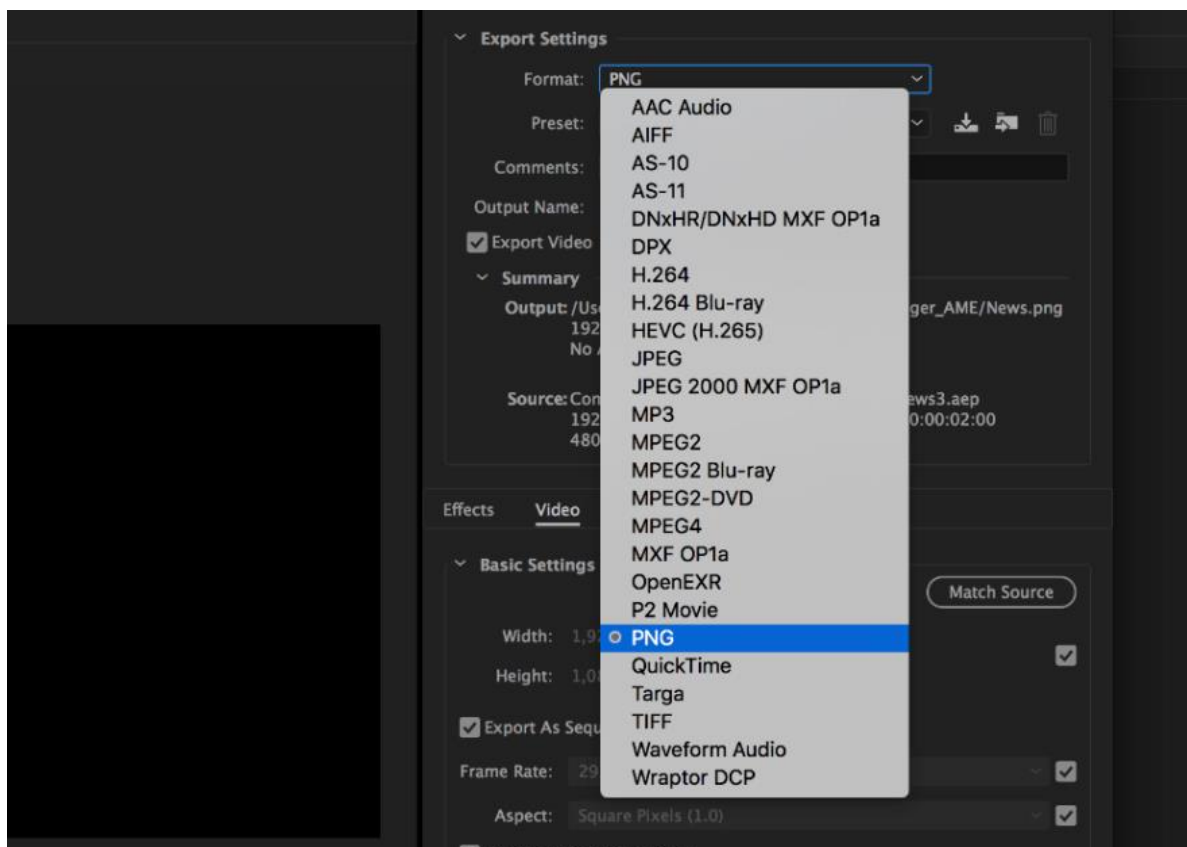 Export Settings
Format: PNG
AAC Audio
Preset:
AIFF
Comments:
AS-10
AS-11
Output Name:
DNxHR/DNxHD MXF OP1a
Export Video
DPX
Summary
H.264
Output: /Us ger_AME/News.png
H.264 Blu-ray
192
HEVC (H.265)
No
JPEG
JPEG 2000 MXF OP1a
Source: Con ews3.aep
MP3
192 0:00:02:00
MPEG2
480
MPEG2 Blu-ray
MPEG2-DVD
Effects Video
MPEG4
MXF OP1a
Basic Settings
OpenEXR
Match Source
P2 Movie
Width: 1,92
PNG
QuickTime
Height: 1,08
Targa
TIFF
Export As Sequ
Waveform Audio
Frame Rate: 29
Wraptor DCP
Aspect: Square Pixels (1.0)